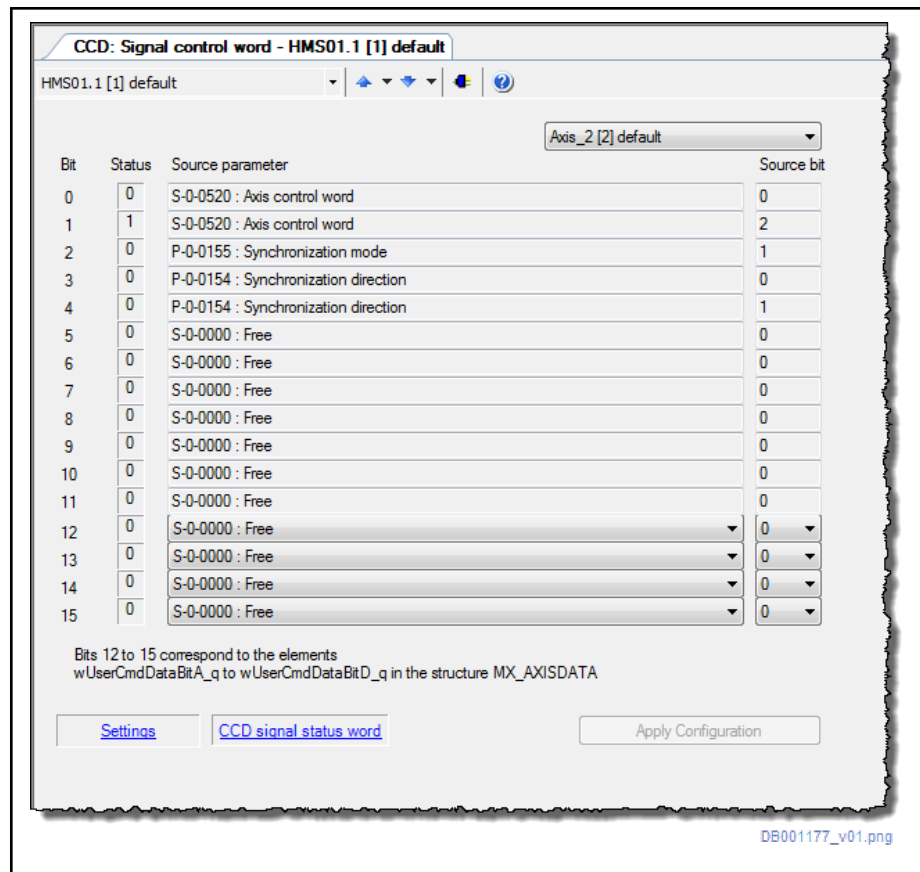 CCD: Signal control word - HMS01.1 [1] default
HMS01.1 [1] default
Axis_2 [2] default
Bit Status Source parameter Source bit
0 0 S-0-0520 : Axis control word 0
1 1 S-0-0520 : Axis control word 2
2 0 P-0-0155 : Synchronization mode 1
3 0 P-0-0154 : Synchronization direction 0
4 0 P-0-0154 : Synchronization direction 1
5 0 S-0-0000 : Free 0
6 0 S-0-0000 : Free 0
7 0 S-0-0000 : Free 0
8 0 S-0-0000 : Free 0
9 0 S-0-0000 : Free 0
10 0 S-0-0000 : Free 0
11 0 S-0-0000 : Free 0
12 0 S-0-0000 : Free 0
13 0 S-0-0000 : Free 0
14 0 S-0-0000 : Free 0
15 0 S-0-0000 : Free 0
Bits 12 to 15 correspond to the elements
wUserCmdDataBitA_q to wUserCmdDataBitD_q in the structure MX_AXISDATA
Settings CCD signal status word Apply Configuration
DB001177_v01.png